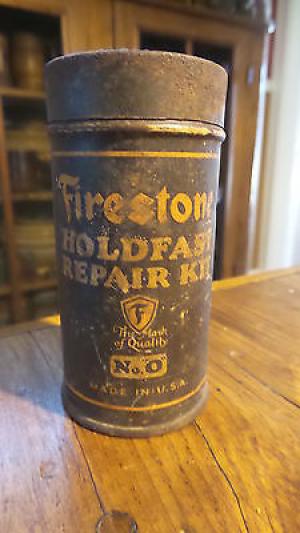 Firestone
HOLDFAST
REPAIR KIT
F
The Mark
of Quality
No. 0
MADE IN U.S.A.